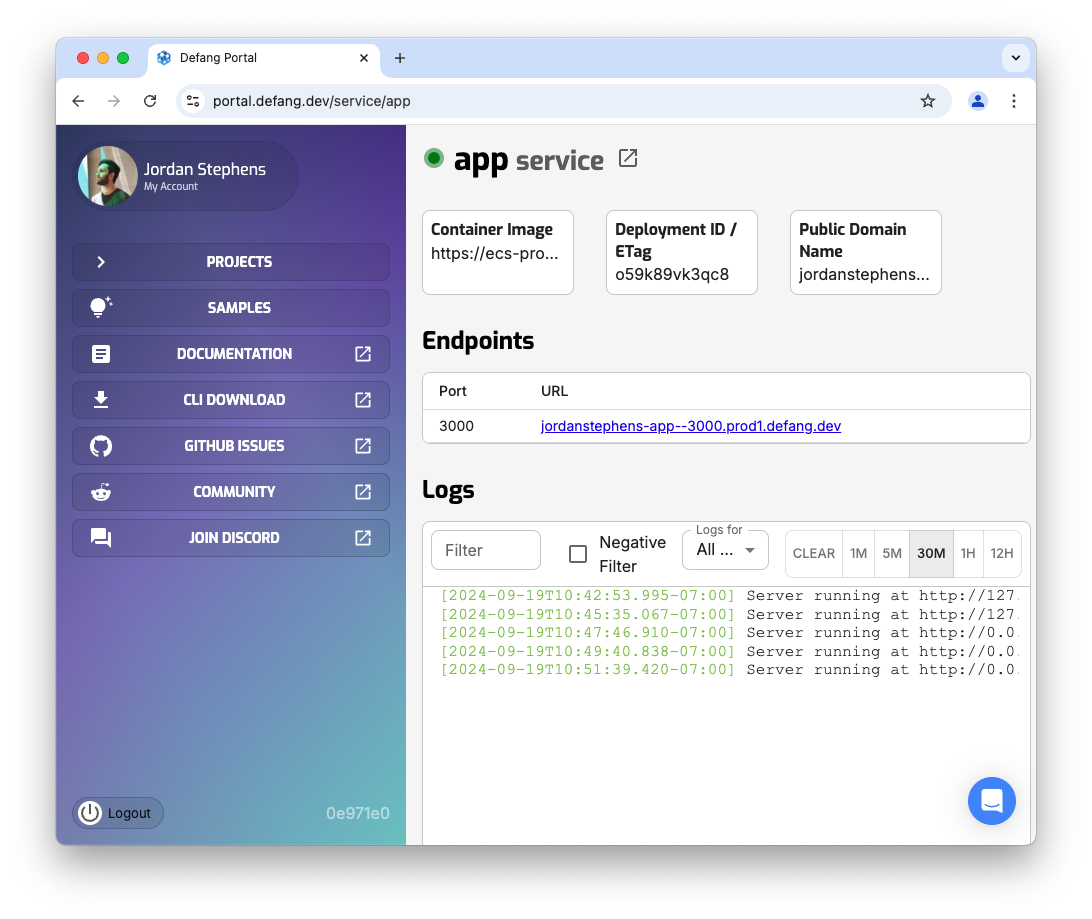 Defang Portal
portal.defang.dev/service/app
Jordan Stephens
My Account
PROJECTS
SAMPLES
DOCUMENTATION
CLI DOWNLOAD
GITHUB ISSUES
COMMUNITY
JOIN DISCORD
Logout
0e971e0
app service
Container Image
https://ecs-pro...
Deployment ID /
ETag
o59k89vk3qc8
Public Domain
Name
jordanstephens...
Endpoints
Port URL
3000 jordanstephens-app--3000.prod1.defang.dev
Logs
Filter
Negative
Filter
Logs for
All ...
CLEAR 1M 5M 30M 1H 12H
[2024-09-19T10:42:53.995-07:00] Server running at http://127.
[2024-09-19T10:45:35.067-07:00] Server running at http://127.
[2024-09-19T10:47:46.910-07:00] Server running at http://0.0.
[2024-09-19T10:49:40.838-07:00] Server running at http://0.0.
[2024-09-19T10:51:39.420-07:00] Server running at http://0.0.